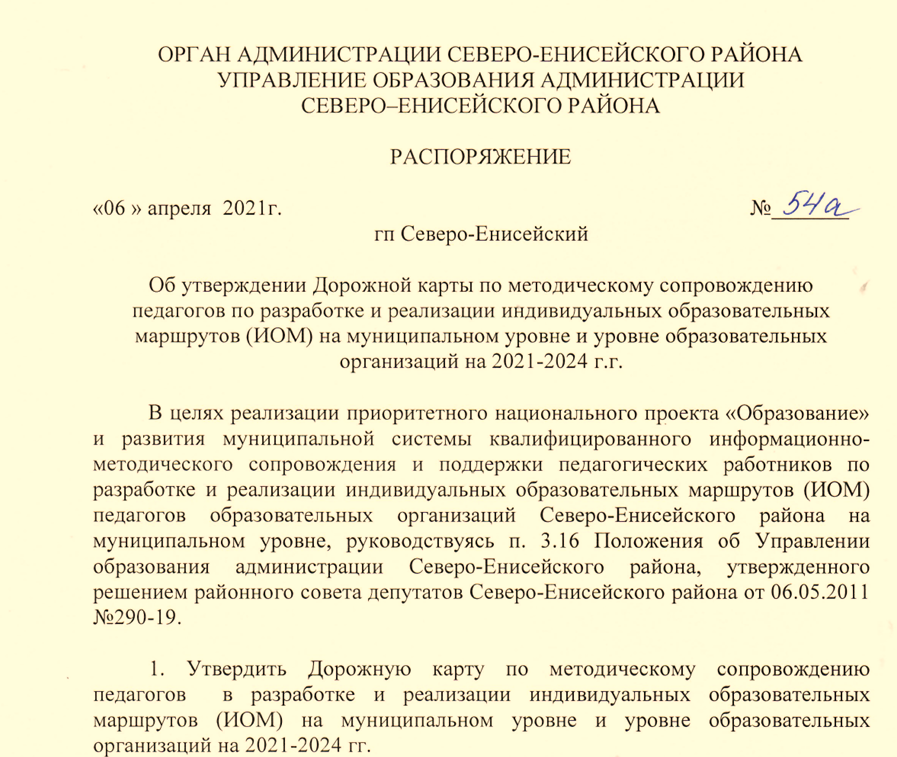 ОРГАН АДМИНИСТРАЦИИ СЕВЕРО-ЕНИСЕЙСКОГО РАЙОНА
УПРАВЛЕНИЕ ОБРАЗОВАНИЯ АДМИНИСТРАЦИИ
СЕВЕРО–ЕНИСЕЙСКОГО РАЙОНА
РАСПОРЯЖЕНИЕ
«06 » апреля 2021г. № 54а
гп Северо-Енисейский
Об утверждении Дорожной карты по методическому сопровождению
педагогов по разработке и реализации индивидуальных образовательных
маршрутов (ИОМ) на муниципальном уровне и уровне образовательных
организаций на 2021-2024 г.г.
В целях реализации приоритетного национального проекта «Образование»
и развития муниципальной системы квалифицированного информационно-
методического сопровождения и поддержки педагогических работников по
разработке и реализации индивидуальных образовательных маршрутов (ИОМ)
педагогов образовательных организаций Северо-Енисейского района на
муниципальном уровне, руководствуясь п. 3.16 Положения об Управлении
образования администрации Северо-Енисейского района, утвержденного
решением районного совета депутатов Северо-Енисейского района от 06.05.2011
№290-19.
1. Утвердить Дорожную карту по методическому сопровождению
педагогов в разработке и реализации индивидуальных образовательных
маршрутов (ИОМ) на муниципальном уровне и уровне образовательных
организаций на 2021-2024 гг.